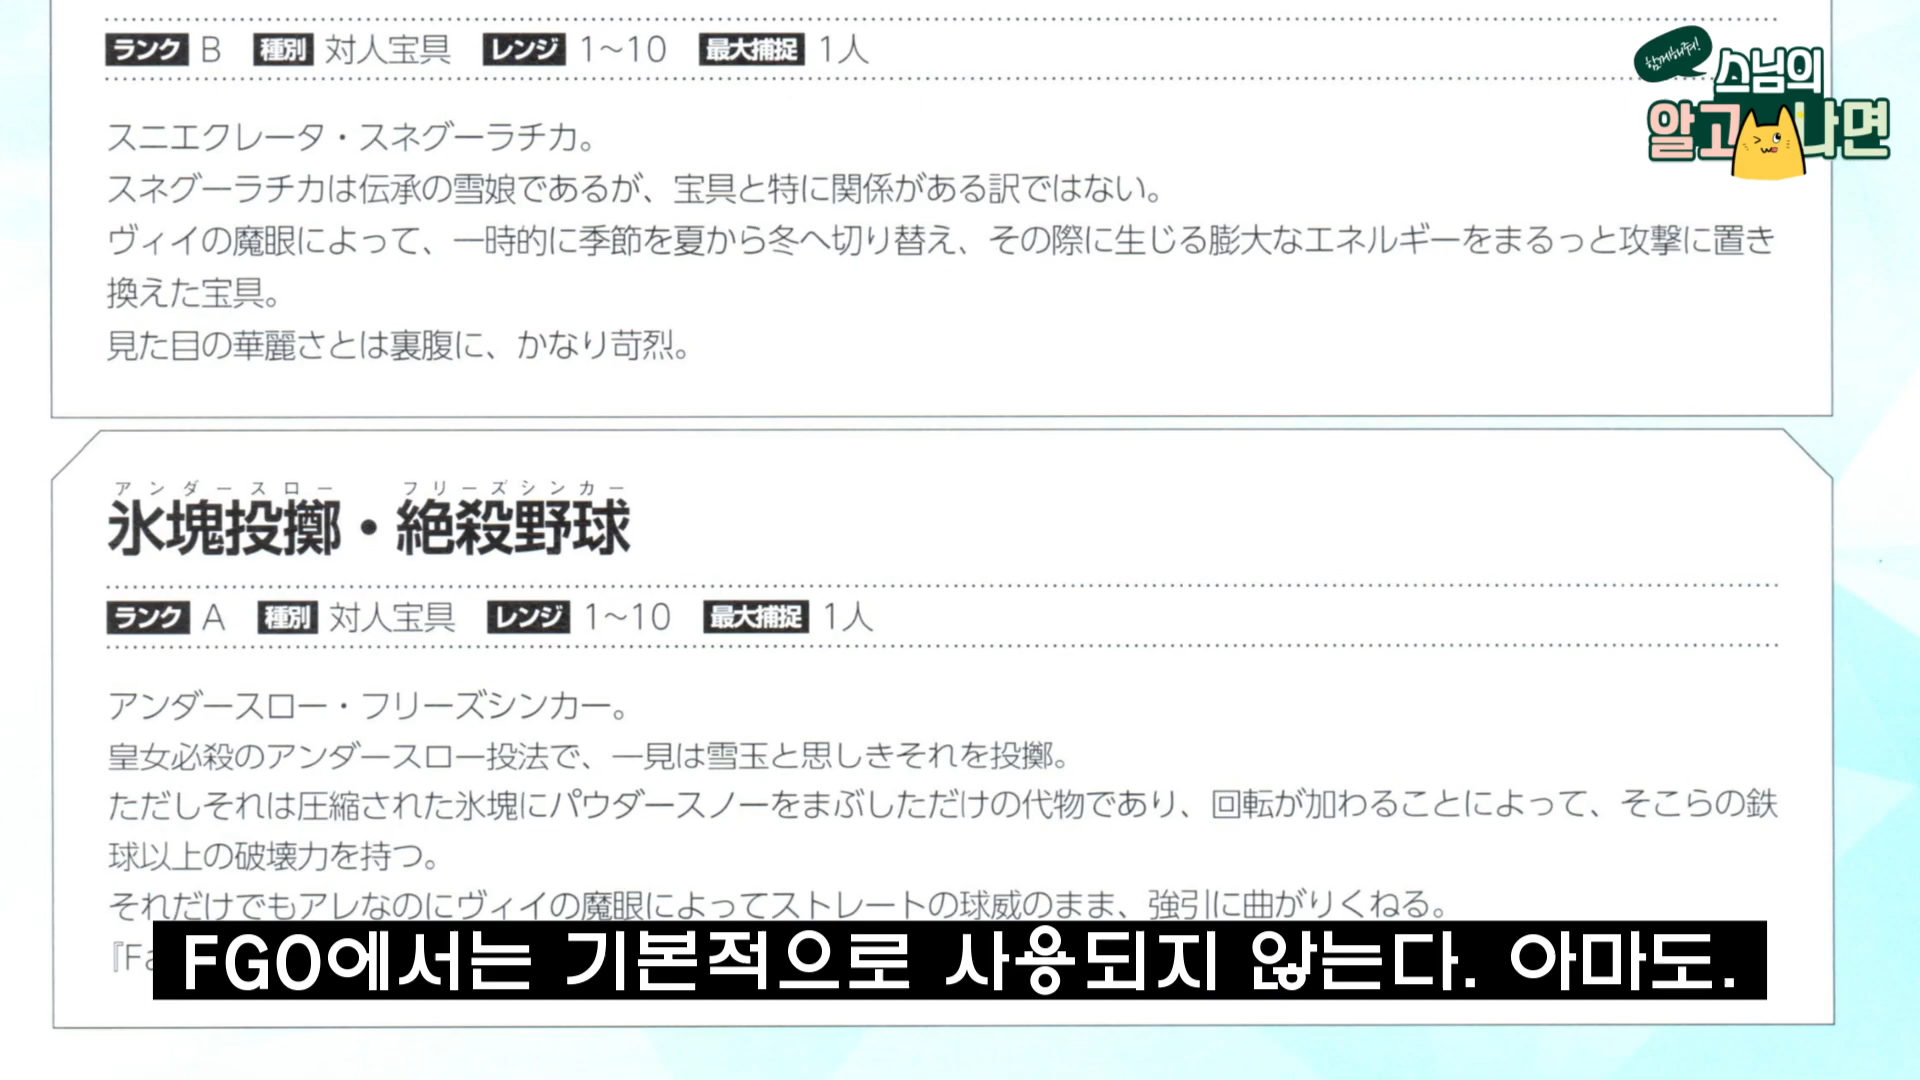 ランク B 種別 対人宝具 レンジ 1~10 最大捕捉 1人
함께해줘!
스님의
알고 나면
スニエクレータ・スネグーラチカ。
スネグーラチカは伝承の雪娘であるが、宝具と特に関係がある訳ではない。
ヴィイの魔眼によって、一時的に季節を夏から冬へ切り替え、その際に生じる膨大なエネルギーをまるっと攻撃に置き
換えた宝具。
見た目の華麗さとは裏腹に、かなり苛烈。
アンダースロー フリーズシンカー
氷塊投擲・絶殺野球
ランク A 種別 対人宝具 レンジ 1~10 最大捕捉 1人
アンダースロー・フリーズシンカー。
皇女必殺のアンダースロー投法で、一見は雪玉と思しきそれを投擲。
ただしそれは圧縮された氷塊にパウダースノーをまぶしただけの代物であり、回転が加わることによって、そこらの鉄
球以上の破壊力を持つ。
それだけでもアレなのにヴィイの魔眼によってストレートの球威のまま、強引に曲がりくねる。
FGO에서는 기본적으로 사용되지 않는다. 아마도.